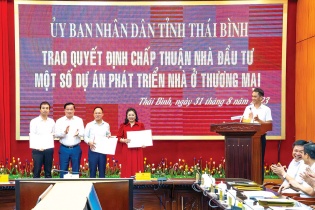 ỦY BAN NHÂN DÂN TỈNH THÁI BÌNH
TRAO QUYẾT ĐỊNH CHẤP THUẬN NHÀ ĐẦU TƯ
MỘT SỐ DỰ ÁN PHÁT TRIỂN NHÀ Ở THƯƠNG MẠI
Thái Bình, ngày 31 tháng 8 năm